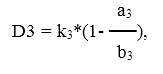 D3 = k₃*(1- a₃/b₃),